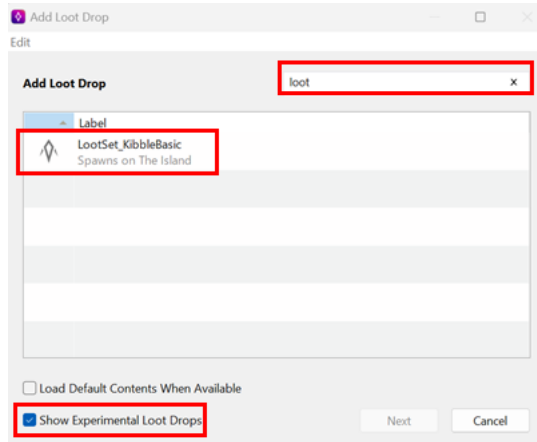 Add Loot Drop
Edit
Add Loot Drop
loot x
Label
LootSet_KibbleBasic
Spawns on The Island
Load Default Contents When Available
Show Experimental Loot Drops
Next Cancel